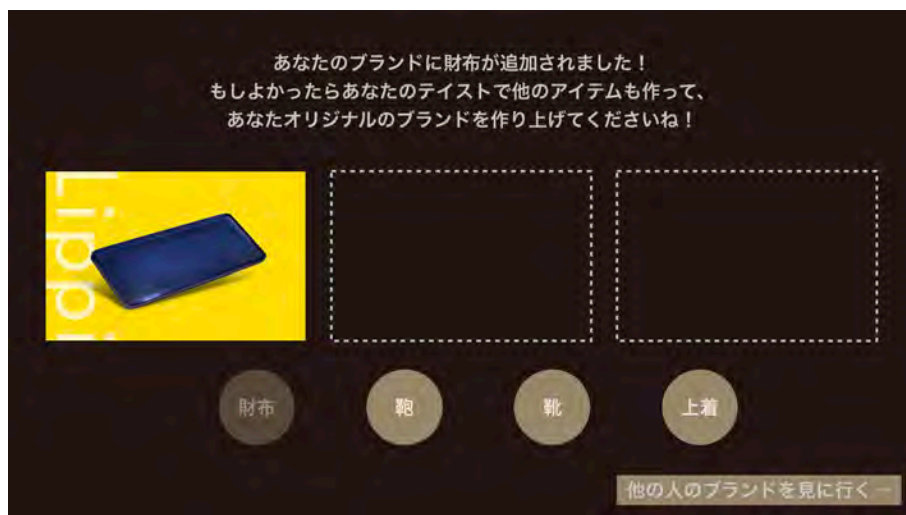 あなたのブランドに財布が追加されました！
もしよかったらあなたのテイストで他のアイテムも作って、
あなたオリジナルのブランドを作り上げてくださいね！
Lippi
財布
鞄
靴
上着
他の人のブランドを見に行く